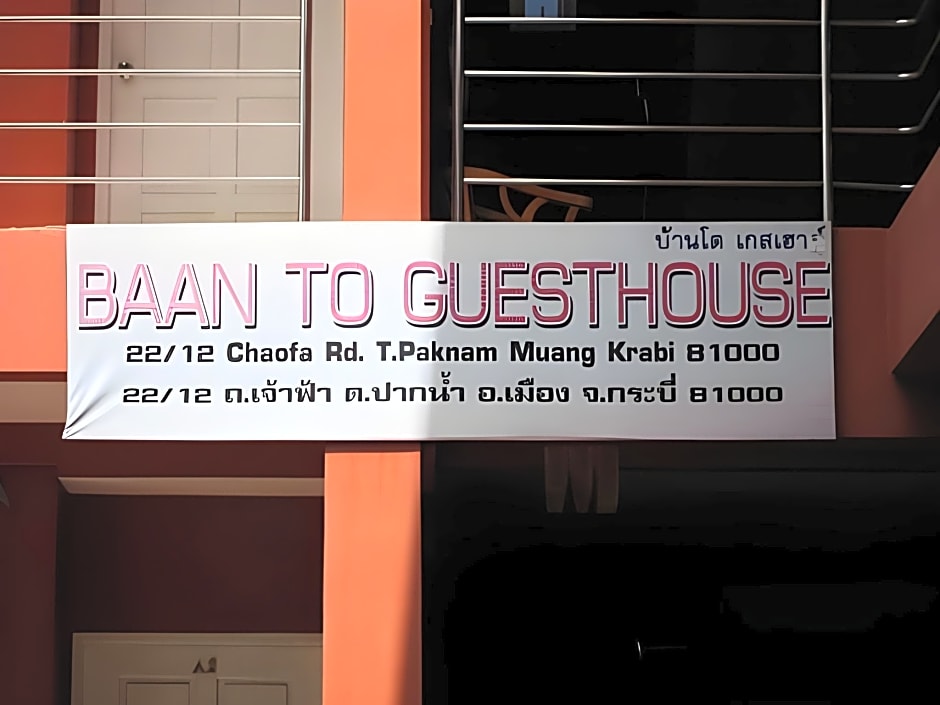 บ้านโต เกสเฮาร์
BAAN TO GUESTHOUSE
22/12 Chaofa Rd. T.Paknam Muang Krabi 81000
22/12 ถ.เจ้าฟ้า ต.ปากน้ำ อ.เมือง จ.กระบี่ 81000